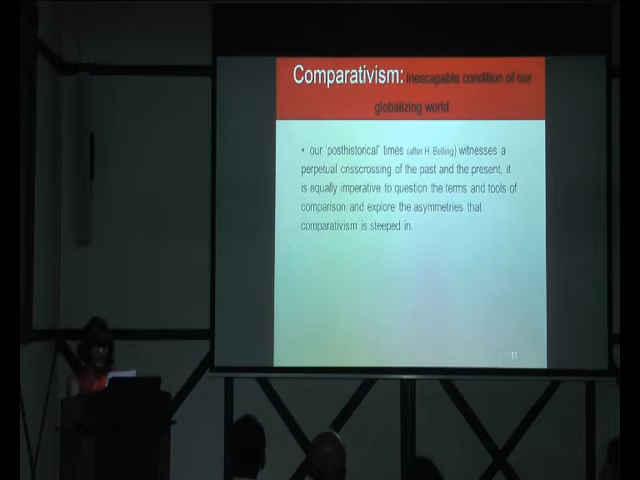 Comparativism: inescapable condition of our
globalizing world
• our 'posthistorical' times (after H. Belting) witnesses a
perpetual crisscrossing of the past and the present, it
is equally imperative to question the terms and tools of
comparison and explore the asymmetries that
comparativism is steeped in.
11